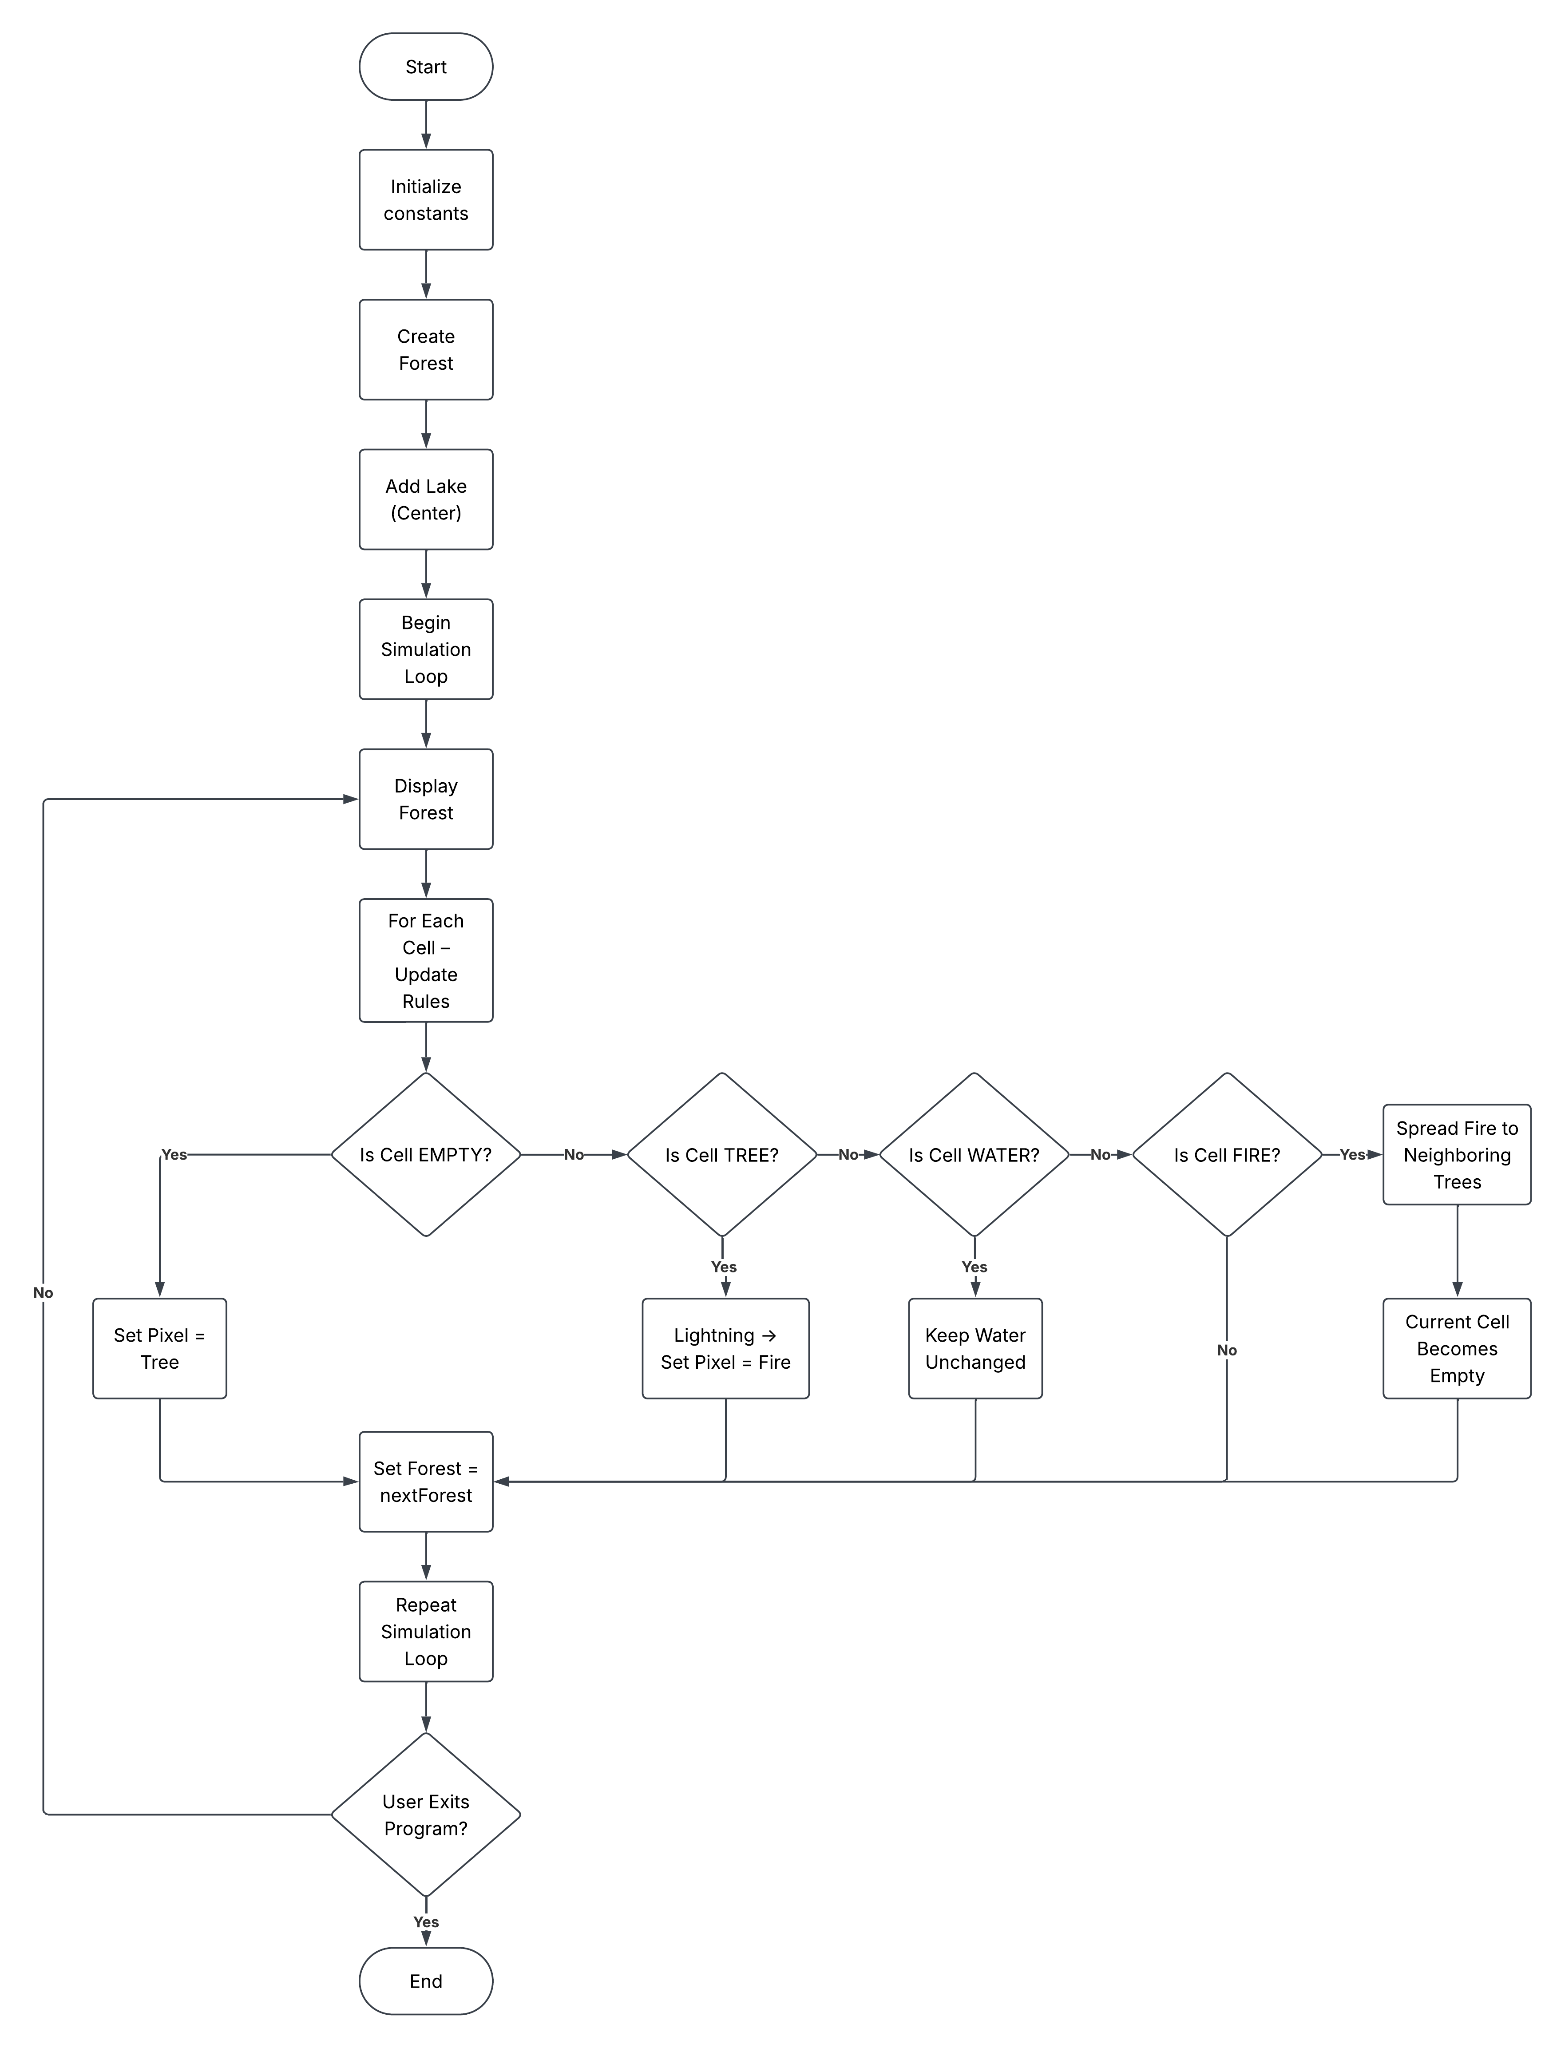 Start
Initialize
constants
Create
Forest
Add Lake
(Center)
Begin
Simulation
Loop
Display
Forest
For Each
Cell –
Update
Rules
Is Cell EMPTY?
Yes
No
Is Cell TREE?
No
Is Cell WATER?
No
Is Cell FIRE?
Yes
Spread Fire to
Neighboring
Trees
Yes
Yes
No
No
Set Pixel =
Tree
Lightning →
Set Pixel = Fire
Keep Water
Unchanged
Current Cell
Becomes
Empty
Set Forest =
nextForest
Repeat
Simulation
Loop
User Exits
Program?
Yes
End